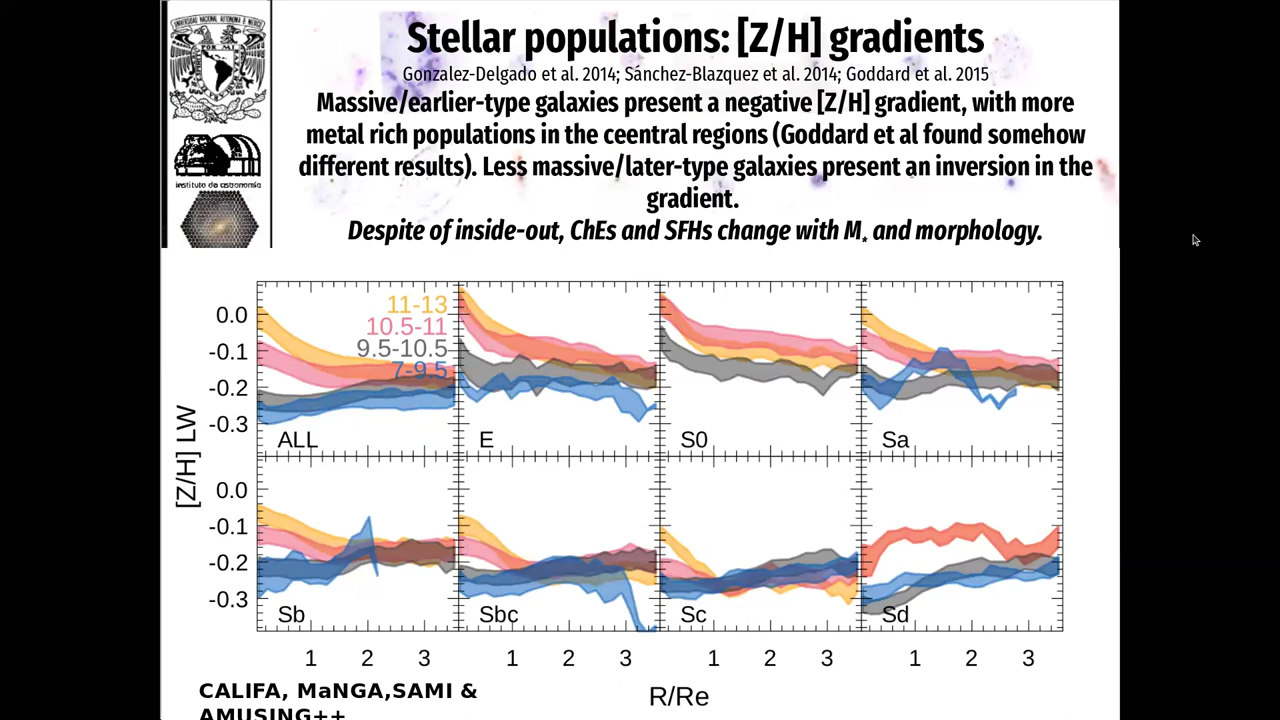 UNIVERSIDAD NACIONAL AUTONOMA DE MEXICO
instituto de astronomía
Stellar populations: [Z/H] gradients
Gonzalez-Delgado et al. 2014; Sánchez-Blazquez et al. 2014; Goddard et al. 2015
Massive/earlier-type galaxies present a negative [Z/H] gradient, with more
metal rich populations in the ceentral regions (Goddard et al found somehow
different results). Less massive/later-type galaxies present an inversion in the
gradient.
Despite of inside-out, ChEs and SFHs change with M* and morphology.
[Z/H] LW
0.0
-0.1
-0.2
-0.3
11-13
10.5-11
9.5-10.5
7-9.5
ALL
E
S0
Sa
0.0
-0.1
-0.2
-0.3
Sb
Sbc
Sc
Sd
1 2 3 1 2 3 1 2 3 1 2 3
R/Re
CALIFA, MaNGA,SAMI &
AMUSING++